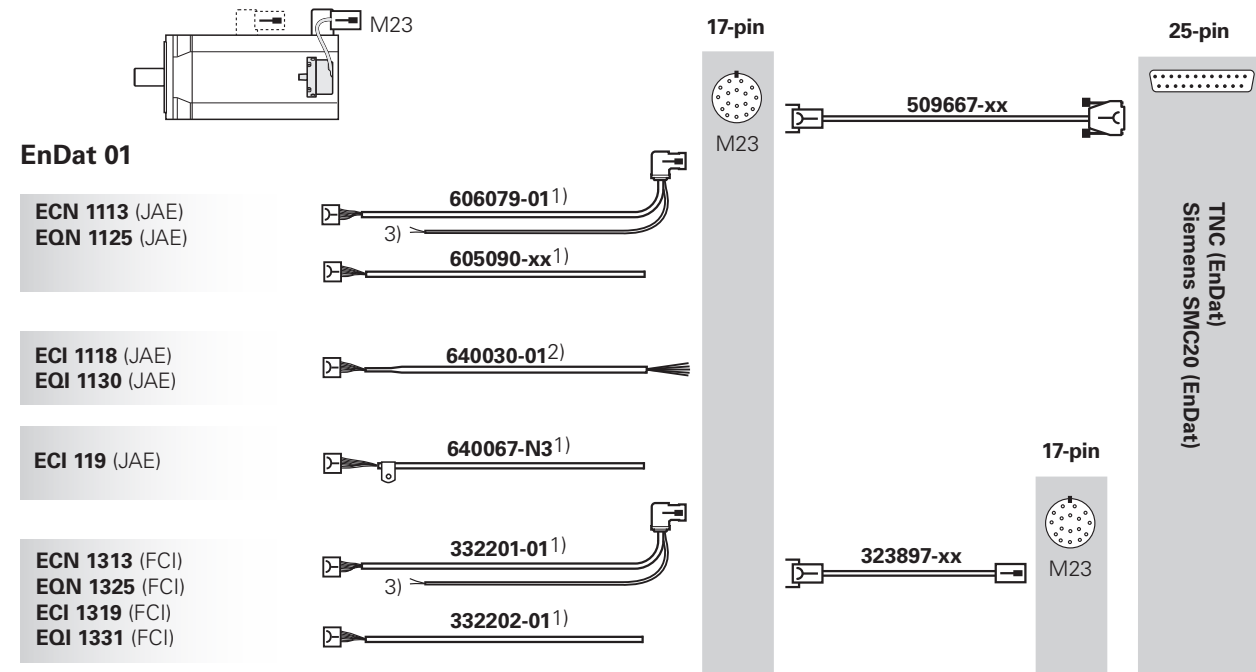 M23
17-pin
25-pin
509667-xx
M23
EnDat 01
ECN 1113 (JAE)
EQN 1125 (JAE)
606079-01 1)
3)
605090-xx 1)
TNC (EnDat)
Siemens SMC20 (EnDat)
ECI 1118 (JAE)
EQI 1130 (JAE)
640030-01 2)
ECI 119 (JAE)
640067-N3 1)
17-pin
M23
ECN 1313 (FCI)
EQN 1325 (FCI)
ECI 1319 (FCI)
EQI 1331 (FCI)
332201-01 1)
3)
332202-01 1)
323897-xx